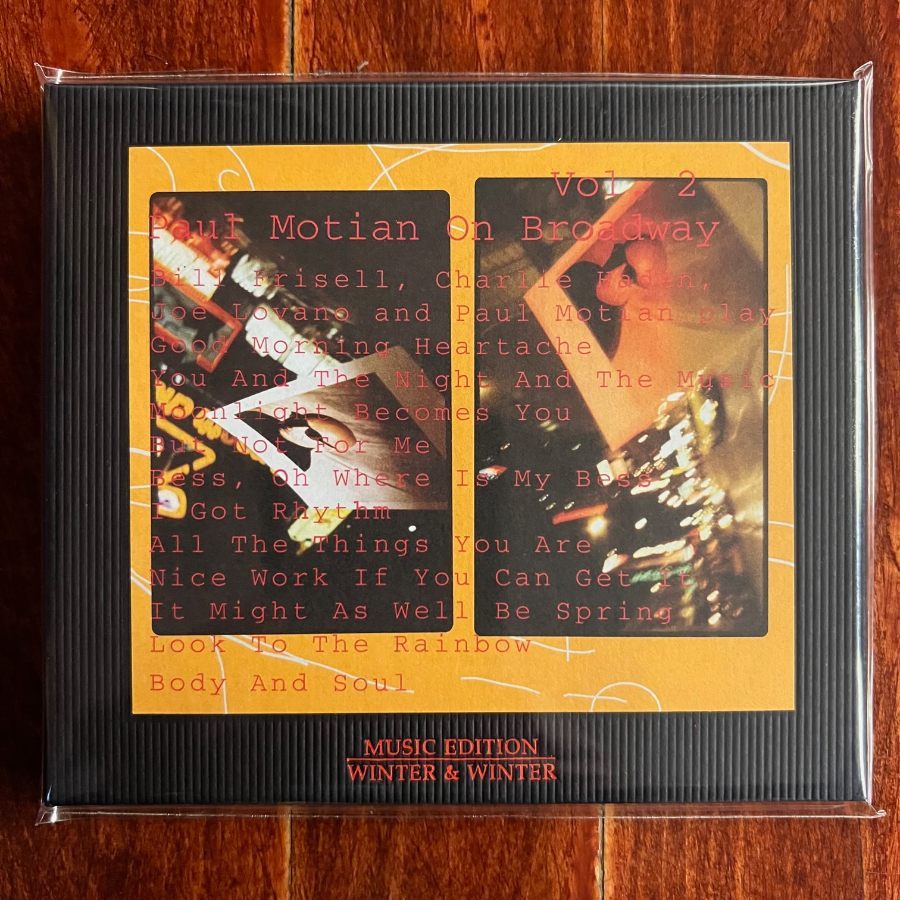 Vol. 2
Paul Motian On Broadway
Bill Frisell, Charlie Haden,
Joe Lovano and Paul Motian play
Good Morning Heartache
You And The Night And The Music
Moonlight Becomes You
But Not For Me
Bess, Oh Where Is My Bess
I Got Rhythm
All The Things You Are
Nice Work If You Can Get It
It Might As Well Be Spring
Look To The Rainbow
Body And Soul
MUSIC EDITION
WINTER & WINTER